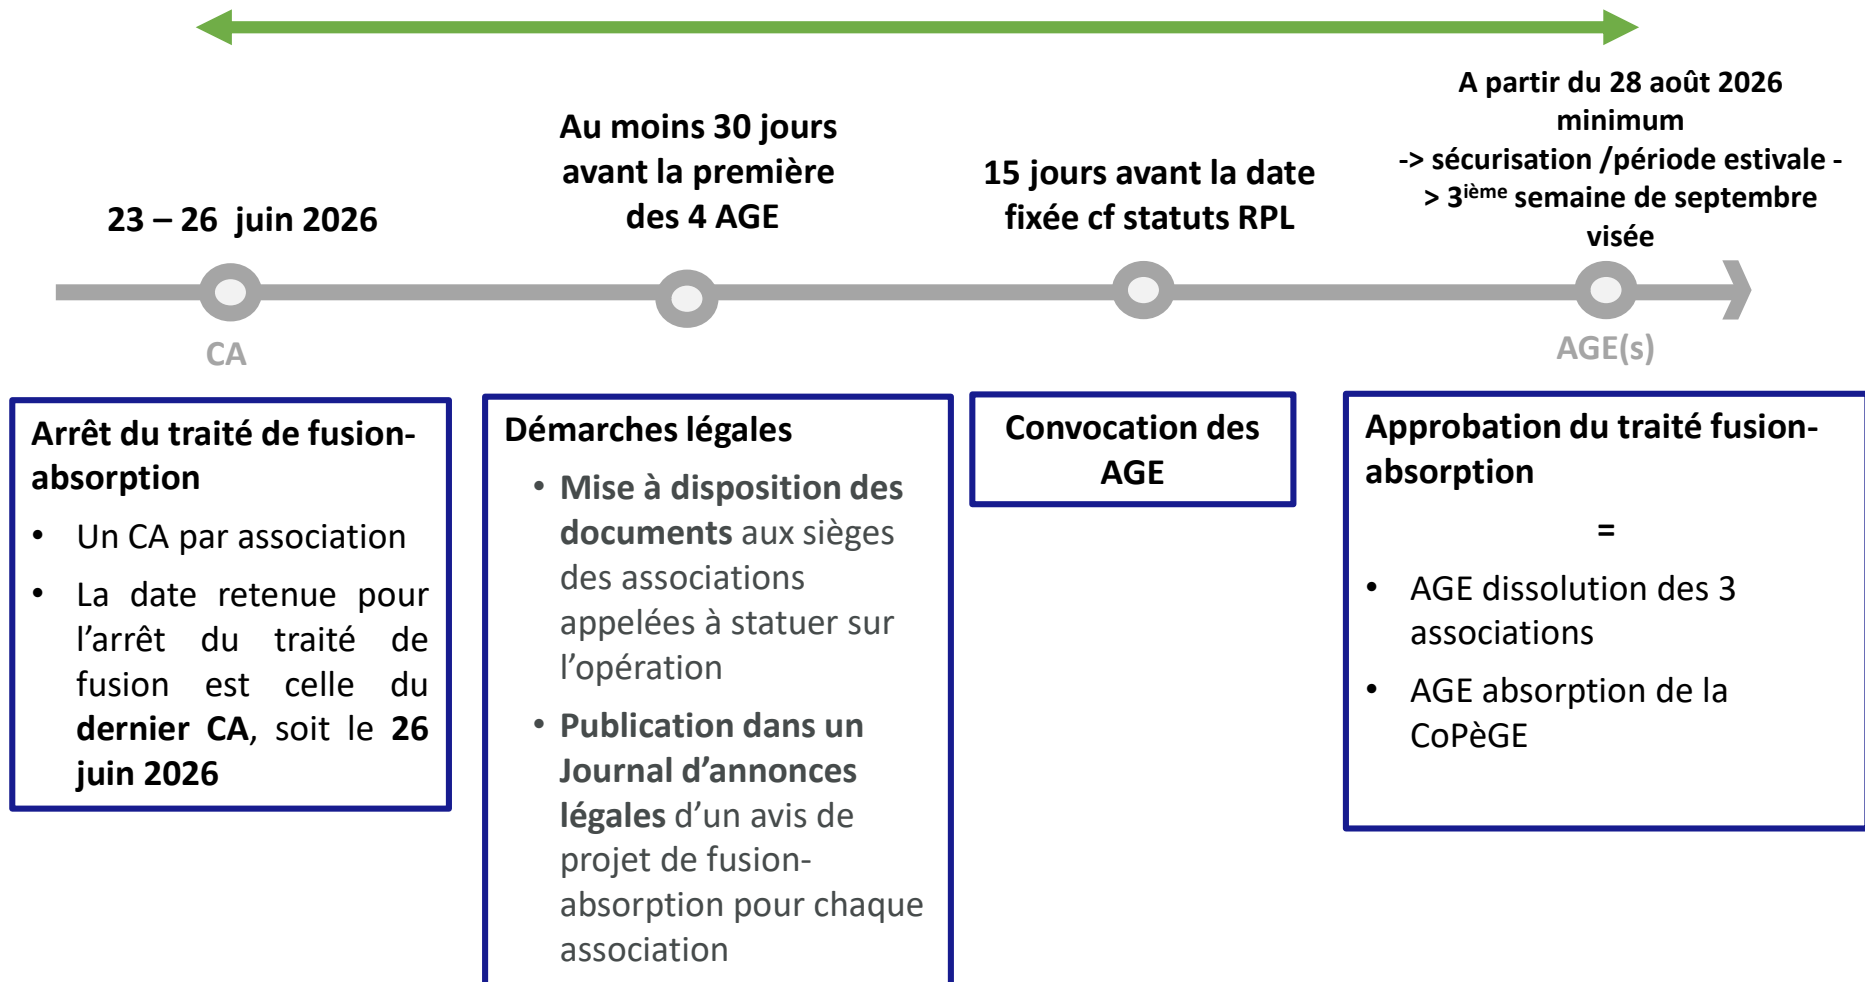 23 – 26  juin 2026
Au moins 30 jours
avant la première
des 4 AGE
15 jours avant la date
fixée cf statuts RPL
A partir du 28 août 2026
minimum
-> sécurisation /période estivale -
> 3ième semaine de septembre
visée
CA
AGE(s)
Arrêt du traité de fusion-
absorption
• Un CA par association
• La date retenue pour
l’arrêt du traité de
fusion est celle du
dernier CA, soit le 26
juin 2026
Démarches légales
• Mise à disposition des
documents aux sièges
des associations
appelées à statuer sur
l’opération
• Publication dans un
Journal d’annonces
légales d’un avis de
projet de fusion-
absorption pour chaque
association
Convocation des
AGE
Approbation du traité fusion-
absorption
=
• AGE dissolution des 3
associations
• AGE absorption de la
CoPèGE